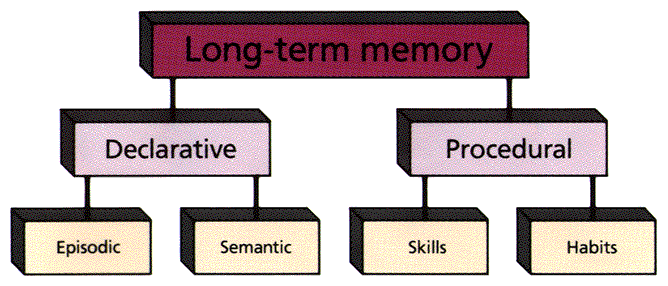 Long-term memory
Declarative
Procedural
Episodic
Semantic
Skills
Habits